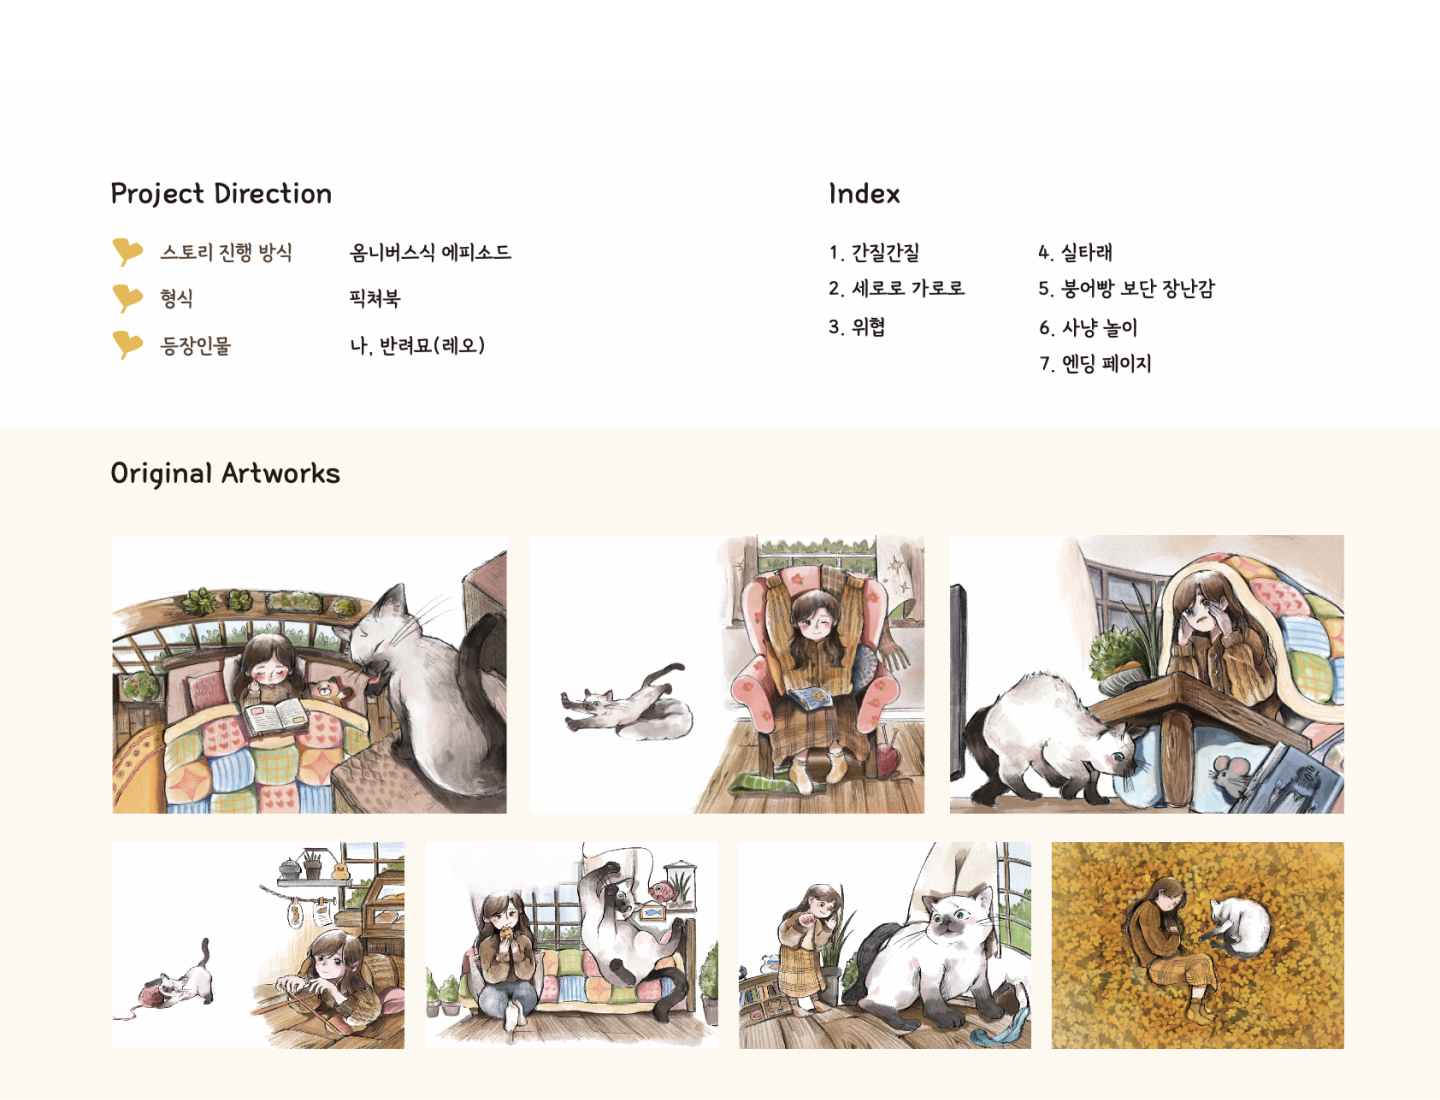 Project Direction
스토리 진행 방식 옴니버스식 에피소드
형식 픽쳐북
등장인물 나, 반려묘(레오)
Index
1. 간질간질
2. 세로로 가로로
3. 위협
4. 실타래
5. 붕어빵 보단 장난감
6. 사냥 놀이
7. 엔딩 페이지
Original Artworks